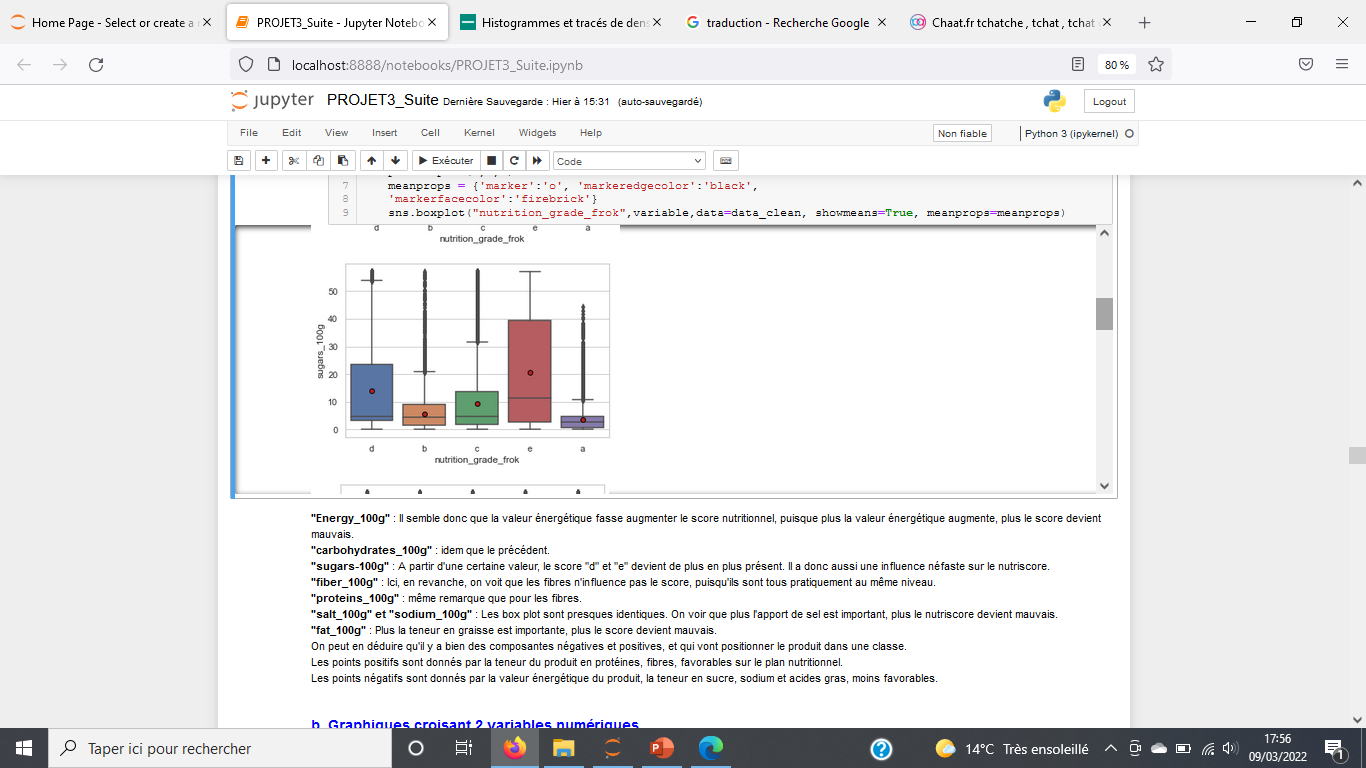 Home Page - Select or create a
PROJET3_Suite - Jupyter Notebo
Histogrammes et tracés de dens
traduction - Recherche Google
Chaat.fr tchatche , tchat , tchat
localhost:8888/notebooks/PROJET3_Suite.ipynb
80 %
jupyter PROJET3_Suite Dernière Sauvegarde : Hier à 15:31 (auto-sauvegardé)
Logout
File Edit View Insert Cell Kernel Widgets Help
Non fiable
Python 3 (ipykernel)
Exécuter
Code
7 meanprops = {'marker':'o', 'markeredgecolor':'black',
8 'markerfacecolor':'firebrick'}
9 sns.boxplot("nutrition_grade_frok",variable,data=data_clean, showmeans=True, meanprops=meanprops)
d b c e a
nutrition_grade_frok
50
40
30
20
10
0
sugars_100g
d b c e a
nutrition_grade_frok
"Energy_100g" : Il semble donc que la valeur énergétique fasse augmenter le score nutritionnel, puisque plus la valeur énergétique augmente, plus le score devient
mauvais.
"carbohydrates_100g" : idem que le précédent.
"sugars-100g" : A partir d'une certaine valeur, le score "d" et "e" devient de plus en plus présent. Il a donc aussi une influence néfaste sur le nutriscore.
"fiber_100g" : Ici, en revanche, on voit que les fibres n'influence pas le score, puisqu'ils sont tous pratiquement au même niveau.
"proteins_100g" : même remarque que pour les fibres.
"salt_100g" et "sodium_100g" : Les box plot sont presques identiques. On voir que plus l'apport de sel est important, plus le nutriscore devient mauvais.
"fat_100g" : Plus la teneur en graisse est importante, plus le score devient mauvais.
On peut en déduire qu'il y a bien des composantes négatives et positives, et qui vont positionner le produit dans une classe.
Les points positifs sont donnés par la teneur du produit en protéines, fibres, favorables sur le plan nutritionnel.
Les points négatifs sont donnés par la valeur énergétique du produit, la teneur en sucre, sodium et acides gras, moins favorables.
b. Graphiques croisant 2 variables numériques
Taper ici pour rechercher
14°C Très ensoleillé
17:56
09/03/2022
1